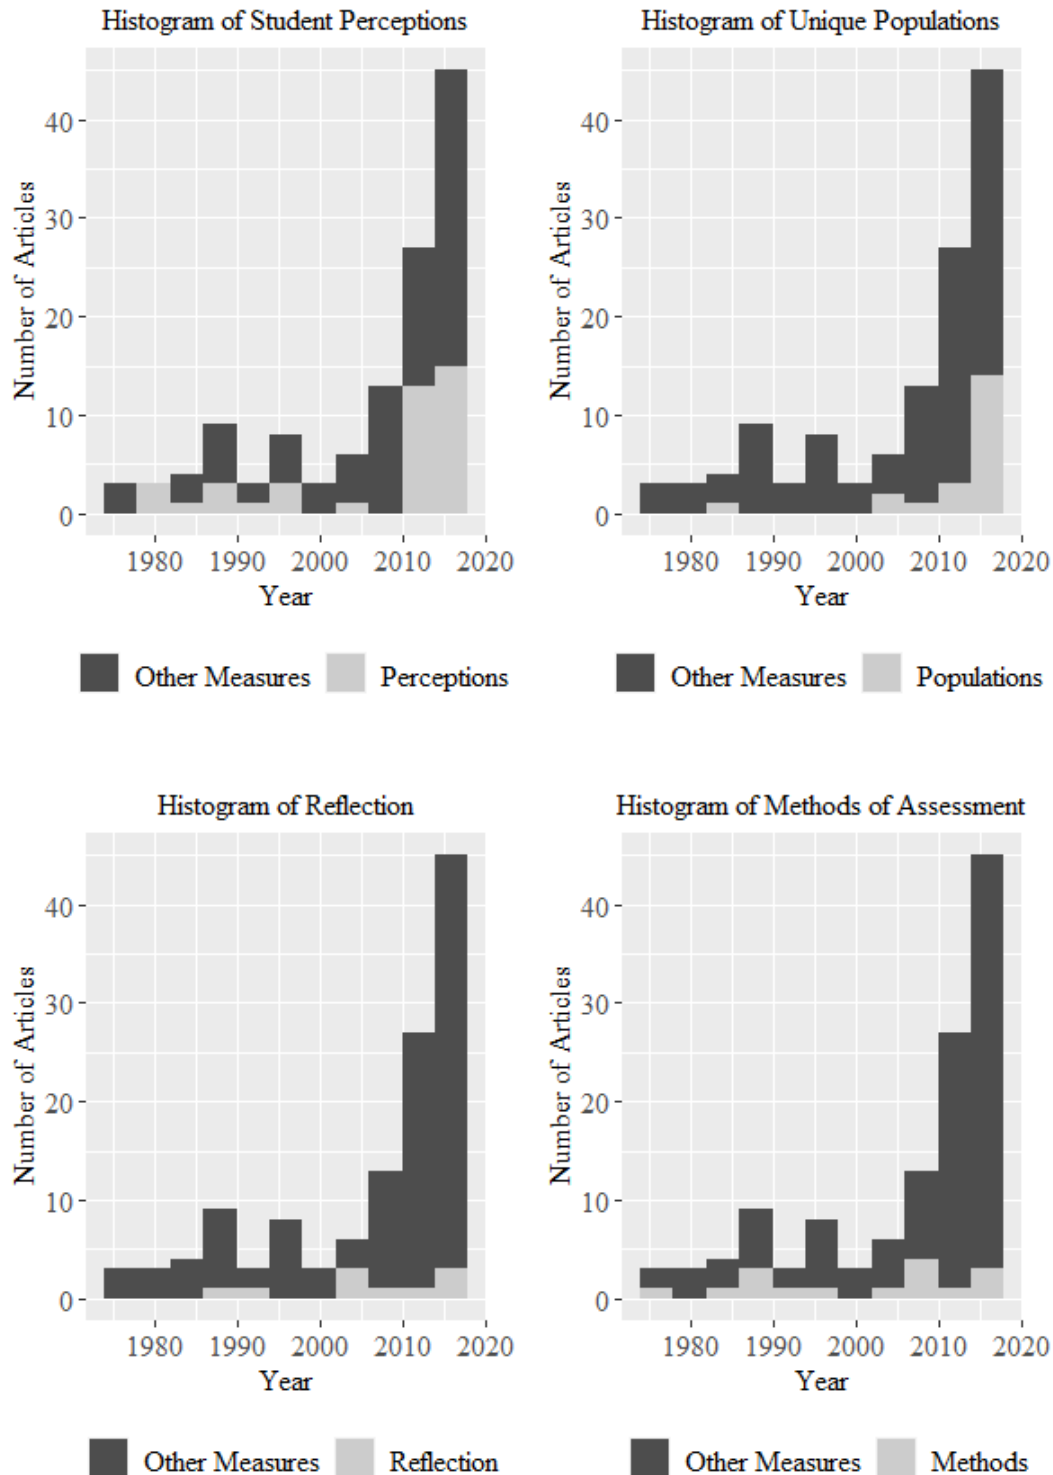 Histogram of Student Perceptions
Number of Articles
40
30
20
10
0
1980 1990 2000 2010 2020
Year
Other Measures Perceptions
Histogram of Unique Populations
Number of Articles
40
30
20
10
0
1980 1990 2000 2010 2020
Year
Other Measures Populations
Histogram of Reflection
Number of Articles
40
30
20
10
0
1980 1990 2000 2010 2020
Year
Other Measures Reflection
Histogram of Methods of Assessment
Number of Articles
40
30
20
10
0
1980 1990 2000 2010 2020
Year
Other Measures Methods